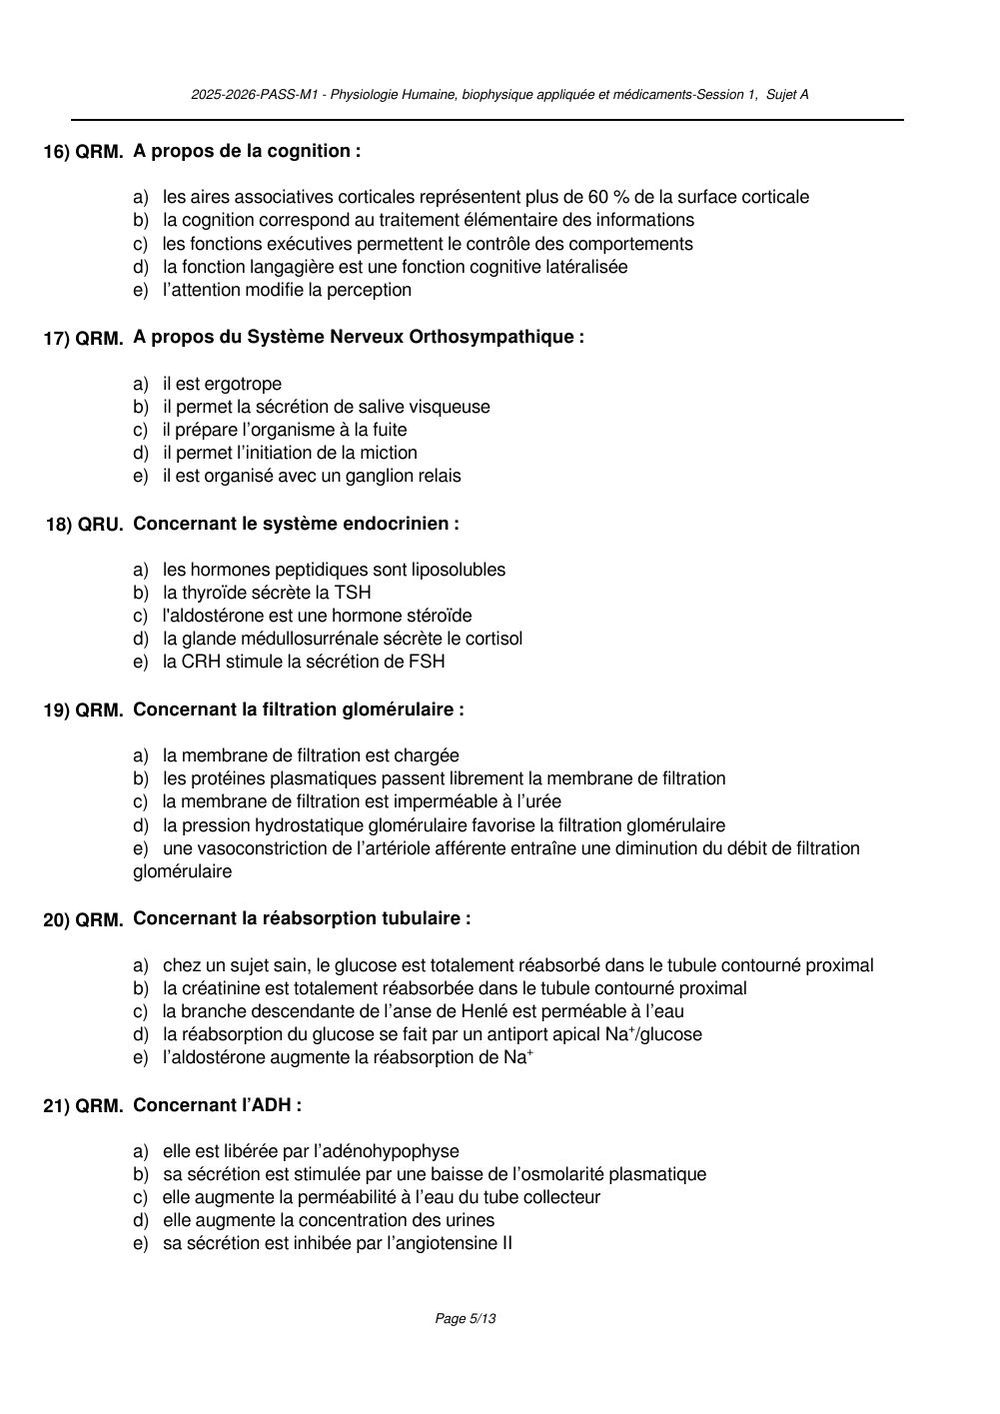 2025-2026-PASS-M1 - Physiologie Humaine, biophysique appliquée et médicaments-Session 1,  Sujet A
16) QRM.  A propos de la cognition :
a)  les aires associatives corticales représentent plus de 60 % de la surface corticale
b)  la cognition correspond au traitement élémentaire des informations
c)  les fonctions exécutives permettent le contrôle des comportements
d)  la fonction langagière est une fonction cognitive latéralisée
e)  l’attention modifie la perception
17) QRM.  A propos du Système Nerveux Orthosympathique :
a)  il est ergotrope
b)  il permet la sécrétion de salive visqueuse
c)  il prépare l’organisme à la fuite
d)  il permet l’initiation de la miction
e)  il est organisé avec un ganglion relais
18) QRU.  Concernant le système endocrinien :
a)  les hormones peptidiques sont liposolubles
b)  la thyroïde sécrète la TSH
c)  l'aldostérone est une hormone stéroïde
d)  la glande médullosurrénale sécrète le cortisol
e)  la CRH stimule la sécrétion de FSH
19) QRM.  Concernant la filtration glomérulaire :
a)  la membrane de filtration est chargée
b)  les protéines plasmatiques passent librement la membrane de filtration
c)  la membrane de filtration est imperméable à l’urée
d)  la pression hydrostatique glomérulaire favorise la filtration glomérulaire
e)  une vasoconstriction de l’artériole afférente entraîne une diminution du débit de filtration
glomérulaire
20) QRM.  Concernant la réabsorption tubulaire :
a)  chez un sujet sain, le glucose est totalement réabsorbé dans le tubule contourné proximal
b)  la créatinine est totalement réabsorbée dans le tubule contourné proximal
c)  la branche descendante de l’anse de Henlé est perméable à l’eau
d)  la réabsorption du glucose se fait par un antiport apical Na⁺/glucose
e)  l’aldostérone augmente la réabsorption de Na⁺
21) QRM.  Concernant l’ADH :
a)  elle est libérée par l’adénohypophyse
b)  sa sécrétion est stimulée par une baisse de l’osmolarité plasmatique
c)  elle augmente la perméabilité à l’eau du tube collecteur
d)  elle augmente la concentration des urines
e)  sa sécrétion est inhibée par l’angiotensine II
Page 5/13